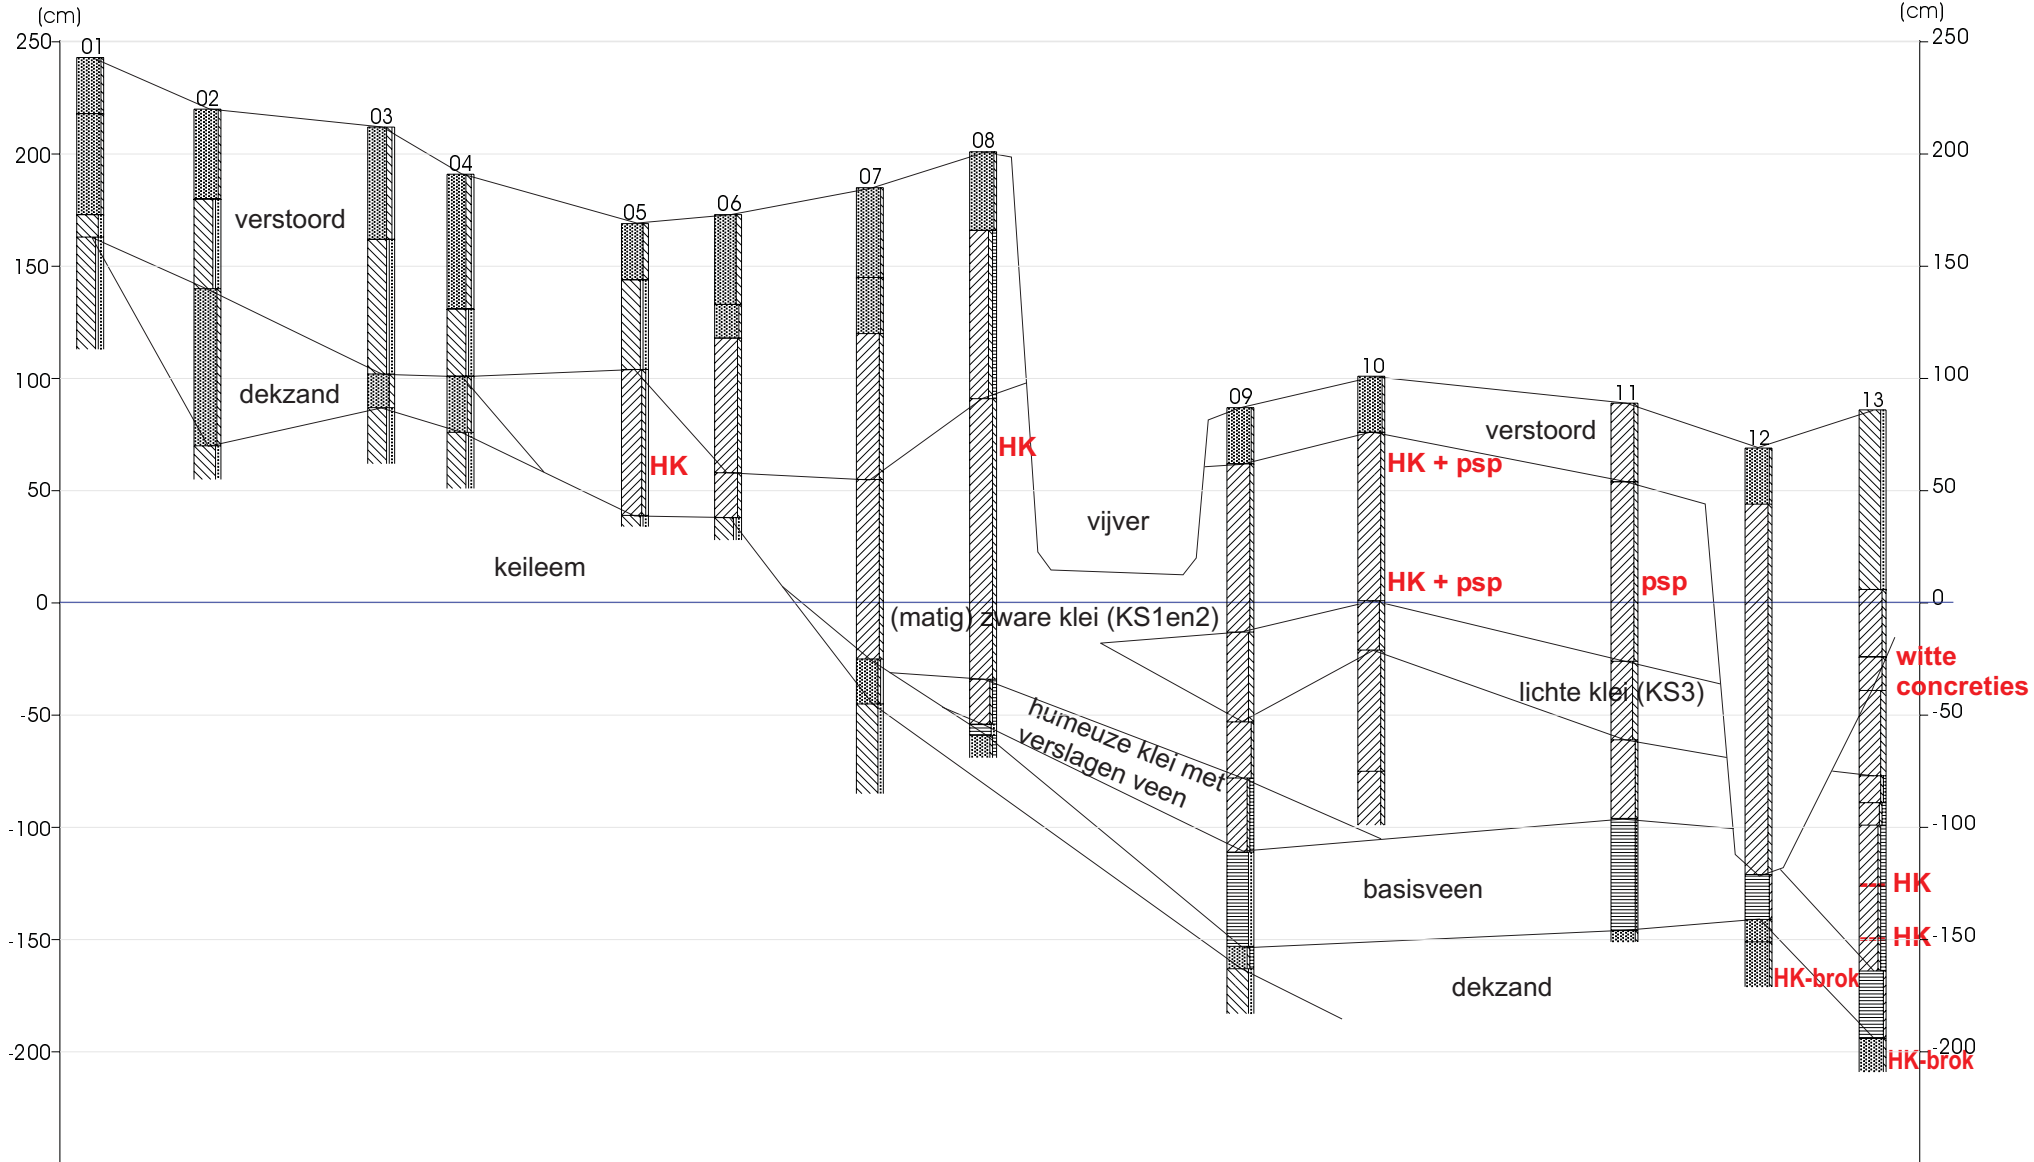 (cm)
(cm)
250
200
150
100
50
0
-50
-100
-150
-200
01
02
03
04
05
06
07
08
09
10
11
12
13
verstoord
dekzand
keileem
HK
HK
vijver
(matig) zware klei (KS1en2)
humeuze klei met
verslagen veen
HK + psp
HK + psp
verstoord
psp
lichte klei (KS3)
basisveen
dekzand
witte
concreties
HK
HK
HK-brok
HK-brok
250
200
150
100
50
0
-50
-100
-150
-200